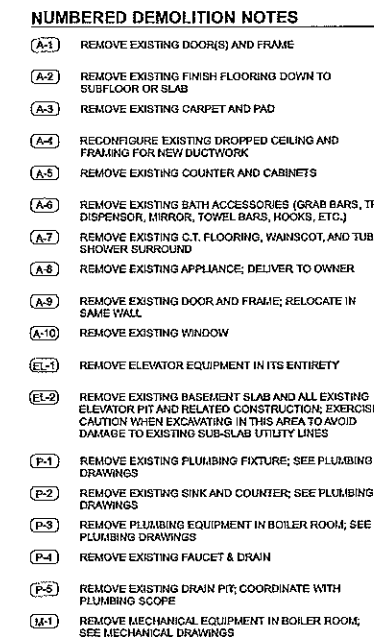 NUMBERED DEMOLITION NOTES
A-1 REMOVE EXISTING DOOR(S) AND FRAME
A-2 REMOVE EXISTING FINISH FLOORING DOWN TO
SUBFLOOR OR SLAB
A-3 REMOVE EXISTING CARPET AND PAD
A-4 RECONFIGURE EXISTING DROPPED CEILING AND
FRAMING FOR NEW DUCTWORK
A-5 REMOVE EXISTING COUNTER AND CABINETS
A-6 REMOVE EXISTING BATH ACCESSORIES (GRAB BARS, TP
DISPENSOR, MIRROR, TOWEL BARS, HOOKS, ETC.)
A-7 REMOVE EXISTING C.T. FLOORING, WAINSCOT, AND TUB
SHOWER SURROUND
A-8 REMOVE EXISTING APPLIANCE; DELIVER TO OWNER
A-9 REMOVE EXISTING DOOR AND FRAME; RELOCATE IN
SAME WALL
A-10 REMOVE EXISTING WINDOW
EL-1 REMOVE ELEVATOR EQUIPMENT IN ITS ENTIRETY
EL-2 REMOVE EXISTING BASEMENT SLAB AND ALL EXISTING
ELEVATOR PIT AND RELATED CONSTRUCTION; EXERCISE
CAUTION WHEN EXCAVATING IN THIS AREA TO AVOID
DAMAGE TO EXISTING SUB-SLAB UTILITY LINES
P-1 REMOVE EXISTING PLUMBING FIXTURE; SEE PLUMBING
DRAWINGS
P-2 REMOVE EXISTING SINK AND COUNTER; SEE PLUMBING
DRAWINGS
P-3 REMOVE PLUMBING EQUIPMENT IN BOILER ROOM; SEE
PLUMBING DRAWINGS
P-4 REMOVE EXISTING FAUCET & DRAIN
P-5 REMOVE EXISTING DRAIN PIT; COORDINATE WITH
PLUMBING SCOPE
M-1 REMOVE MECHANICAL EQUIPMENT IN BOILER ROOM;
SEE MECHANICAL DRAWINGS